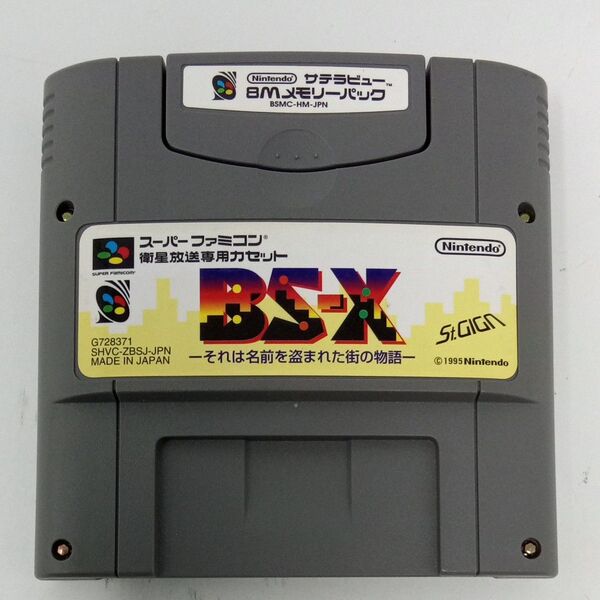 Nintendo サテラビュー™
8Mメモリーパック
BSMC-HM-JPN
スーパーファミコン®
衛星放送専用カセット
SUPER FAMICOM
Nintendo
BS-X
St.GIGA
G728371
SHVC-ZBSJ-JPN
MADE IN JAPAN
―それは名前を盗まれた街の物語―
©1995 Nintendo